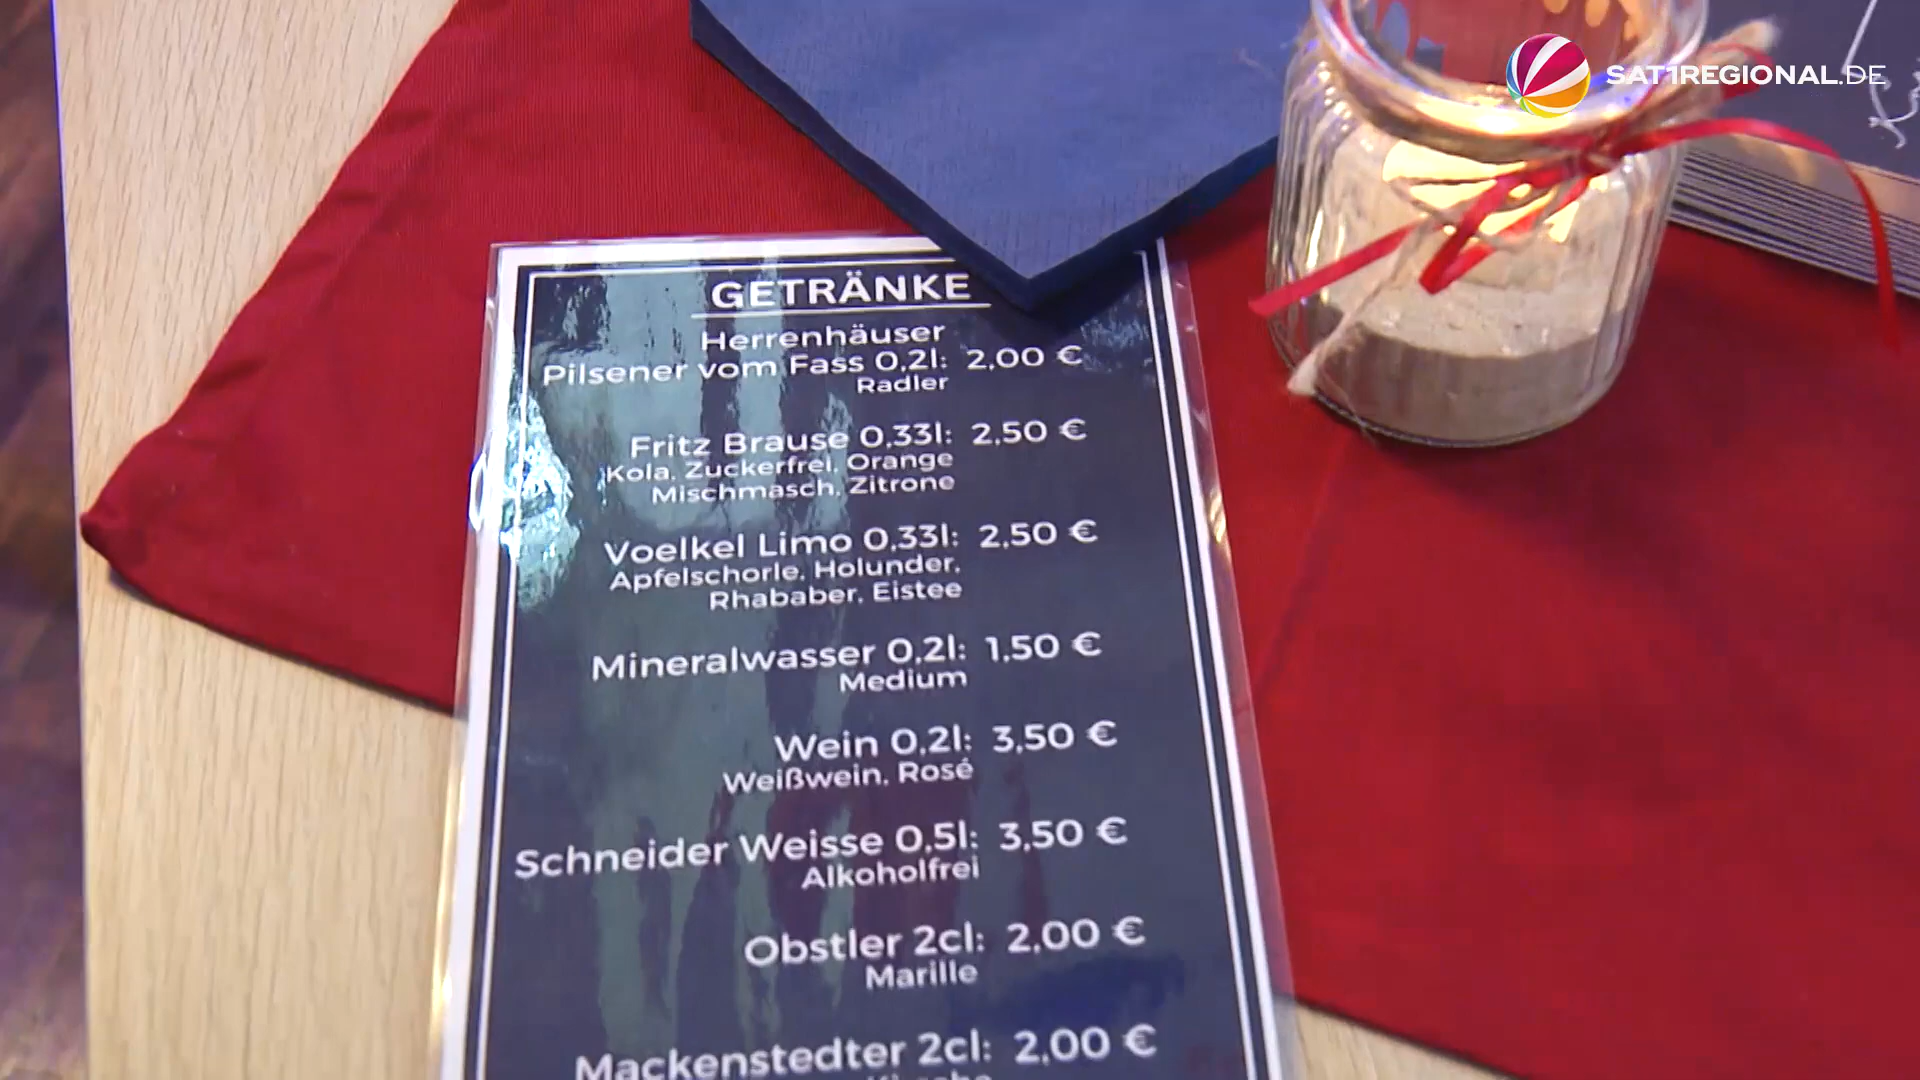 SAT1REGIONAL.DE
GETRÄNKE
Herrenhäuser
Pilsener vom Fass 0,2l: 2,00 €
Radler
Fritz Brause 0,33l: 2,50 €
Kola, Zuckerfrei, Orange
Mischmasch, Zitrone
Voelkel Limo 0,33l: 2,50 €
Apfelschorle, Holunder,
Rhababer, Eistee
Mineralwasser 0,2l: 1,50 €
Medium
Wein 0,2l: 3,50 €
Weißwein, Rosé
Schneider Weisse 0,5l: 3,50 €
Alkoholfrei
Obstler 2cl: 2,00 €
Marille
Mackenstedter 2cl: 2,00 €